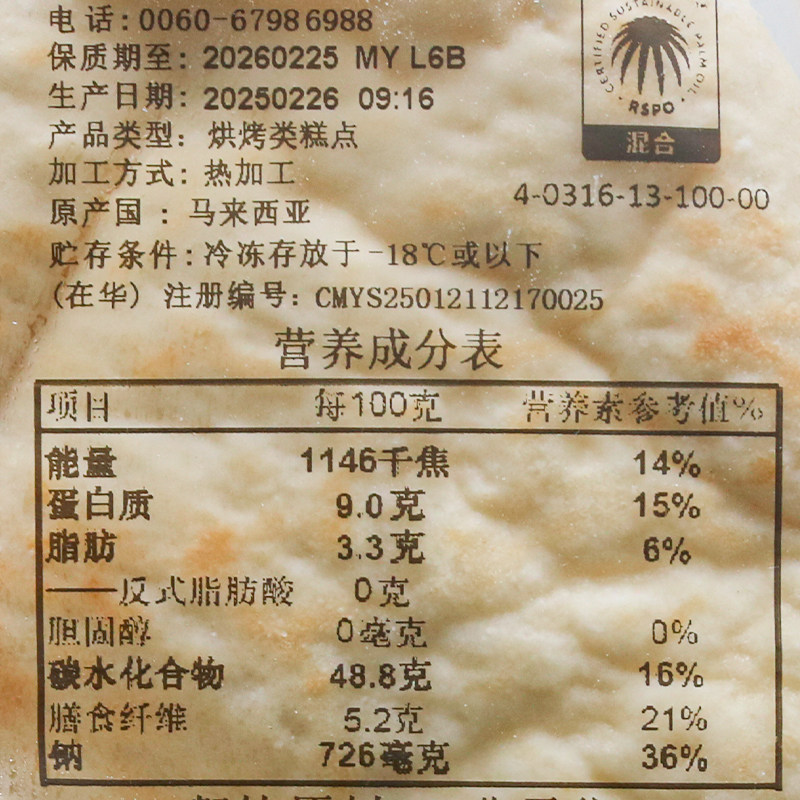 电话:0060-67986988
保质期至: 20260225 MY L6B
生产日期: 20250226 09:16
产品类型: 烘烤类糕点
加工方式: 热加工
原产国 : 马来西亚
贮存条件: 冷冻存放于-18℃或以下
(在华) 注册编号: CMYS25012112170025
CERTIFIED SUSTAINABLE PALM OIL
RSPO
混合
4-0316-13-100-00
营养成分表
项目 每100克 营养素参考值%
能量 1146千焦 14%
蛋白质 9.0克 15%
脂肪 3.3克 6%
——反式脂肪酸 0克
胆固醇 0毫克 0%
碳水化合物 48.8克 16%
膳食纤维 5.2克 21%
钠 726毫克 36%